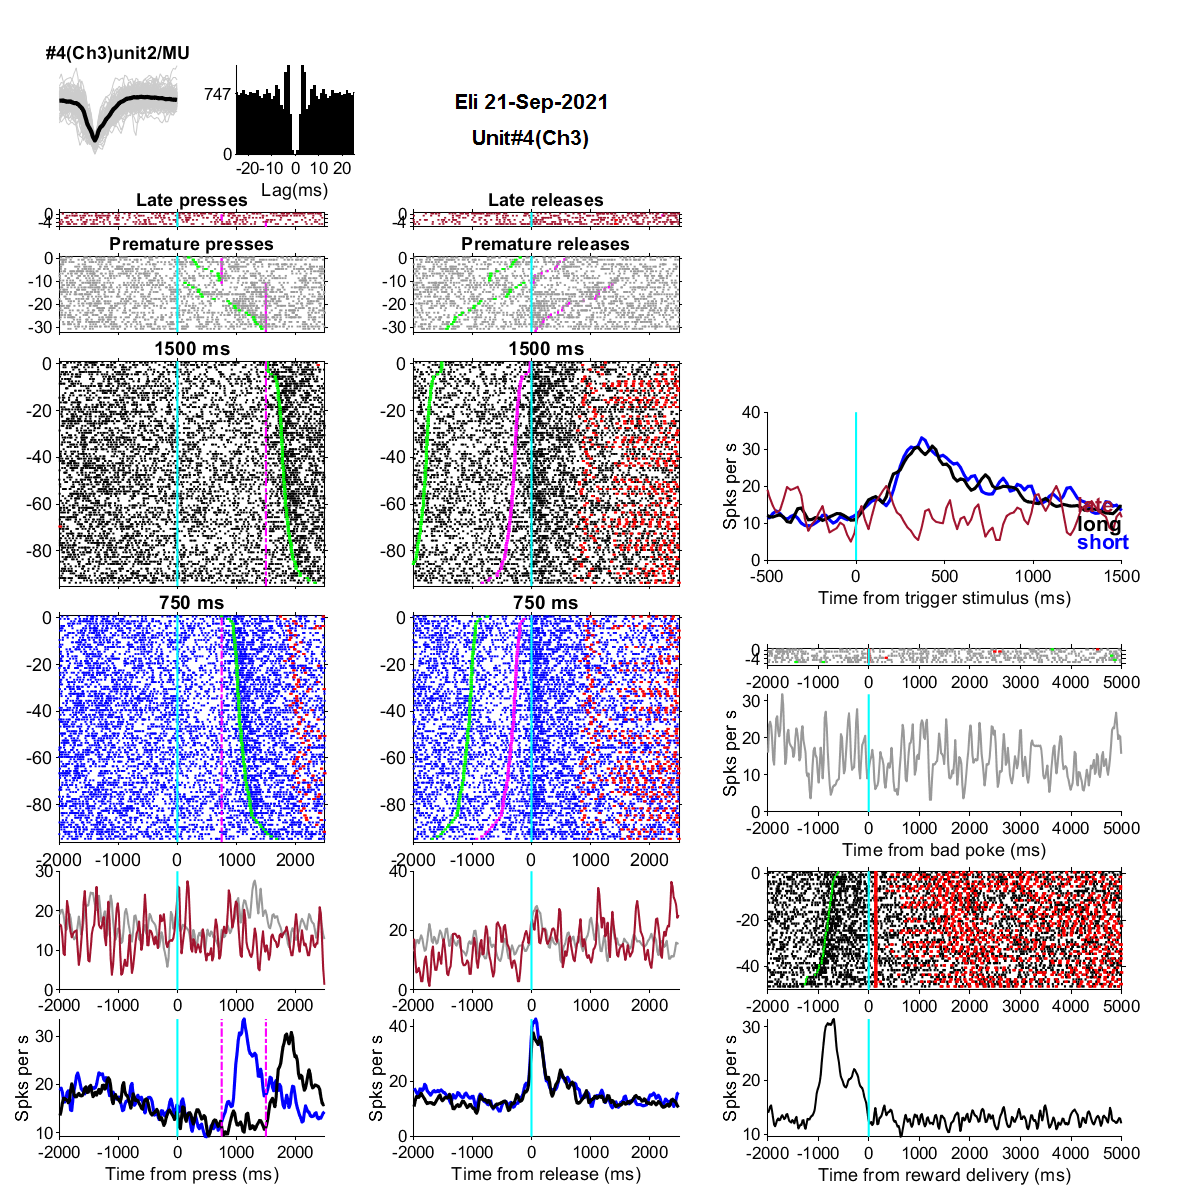 #4(Ch3)unit2/MU
747
0
-20 -10 0 10 20
Lag(ms)
Eli 21-Sep-2021
Unit#4(Ch3)
Late presses
0
-4
Premature presses
0
-10
-20
-30
1500 ms
0
-20
-40
-60
-80
750 ms
0
-20
-40
-60
-80
-2000 0 1000 2000
30
20
10
0
-2000 -1000 0 1000 2000
30
20
10
Spks per s
-2000 -1000 0 1000 2000
Time from press (ms)
Late releases
0
-4
Premature releases
0
-10
-20
-30
1500 ms
0
-20
-40
-60
-80
750 ms
0
-20
-40
-60
-80
-2000 -1000 0 1000 2000
40
20
0
-2000 -1000 0 1000 2000
40
20
0
Spks per s
-2000 -1000 0 1000 2000
Time from release (ms)
40
30
20
10
0
Spks per s
late
long
short
-500 0 500 1000 1500
Time from trigger stimulus (ms)
0
-4
-2000 -1000 0 1000 2000 3000 4000 5000
30
20
10
0
Spks per s
-2000 -1000 0 1000 2000 3000 4000 5000
Time from bad poke (ms)
0
-20
-40
-2000 -1000 0 1000 2000 3000 4000 5000
30
20
10
Spks per s
-2000 -1000 0 1000 2000 3000 4000 5000
Time from reward delivery (ms)